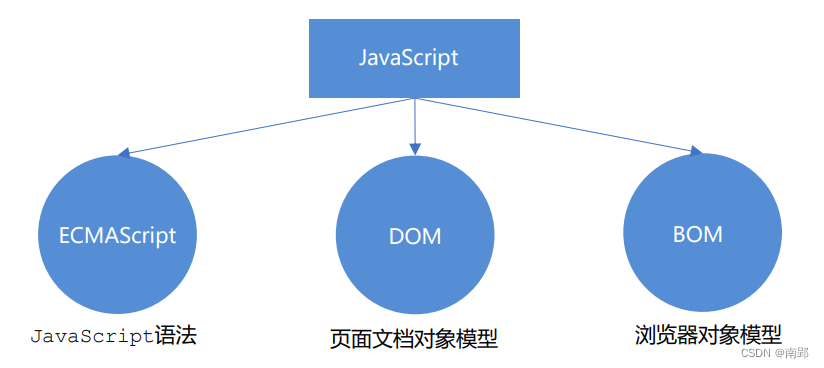 JavaScript
ECMAScript
DOM
BOM
JavaScript语法
页面文档对象模型
浏览器对象模型
CSDN @南郢